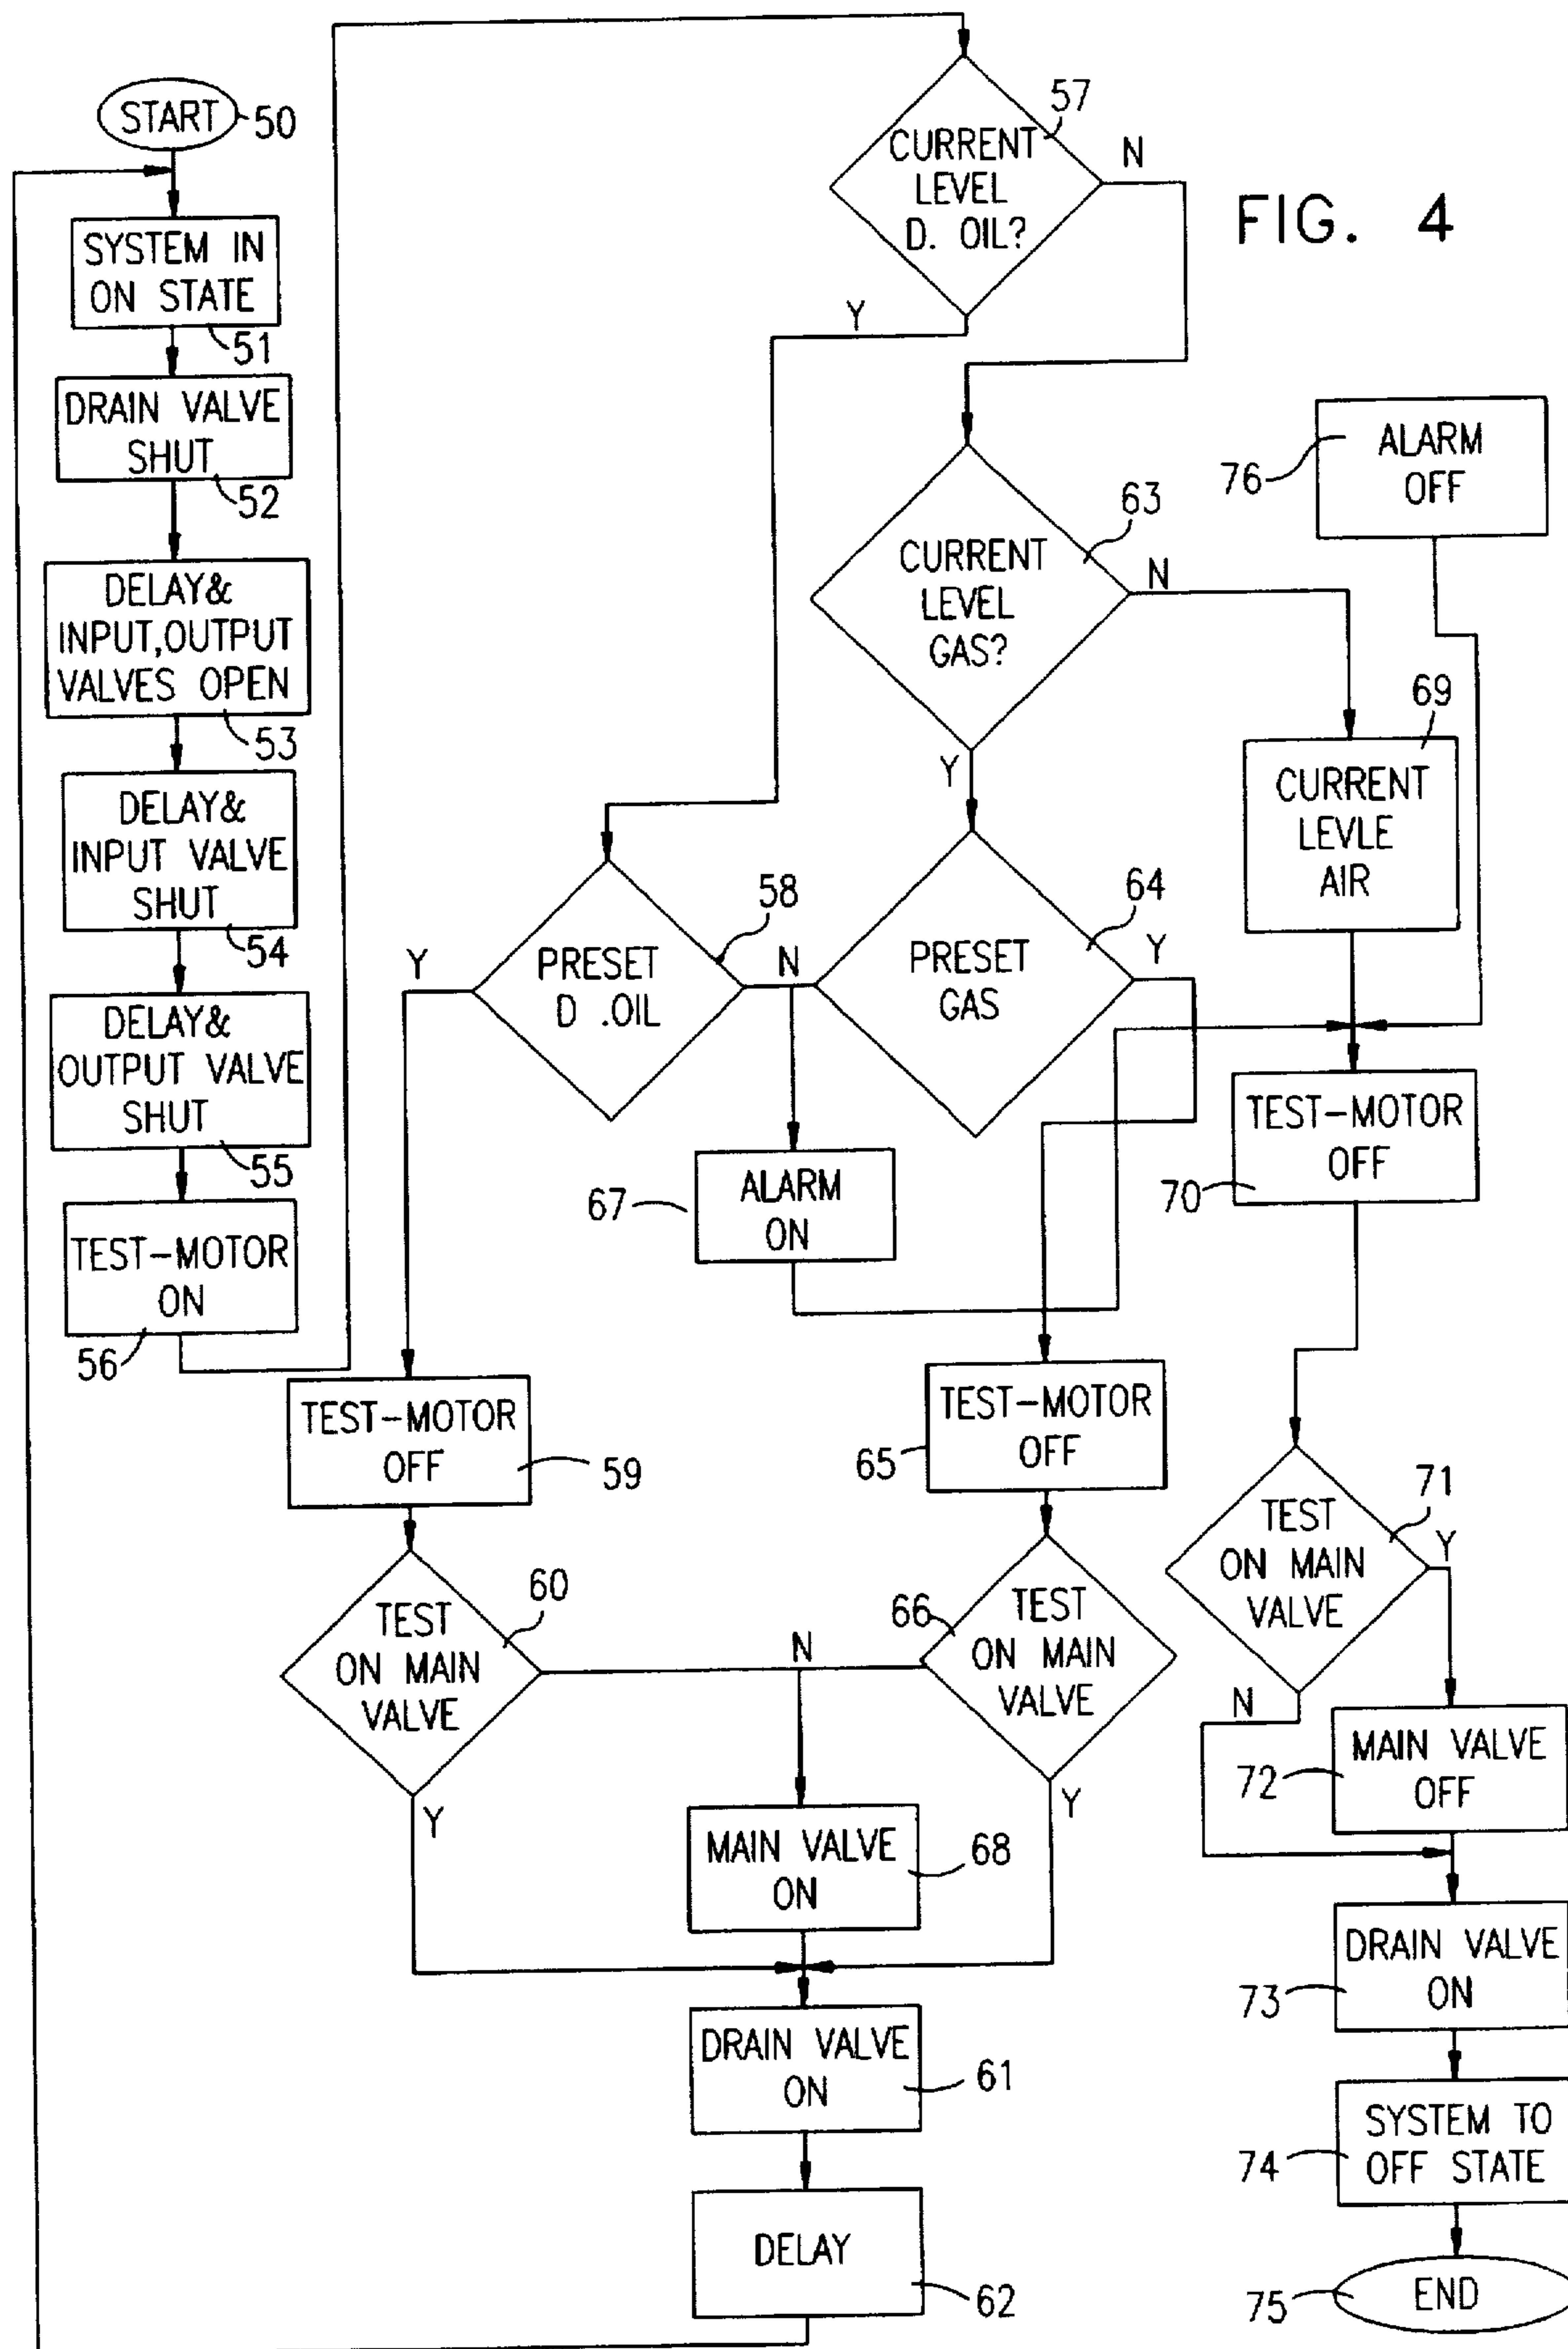 START
50
SYSTEM IN
ON STATE
51
DRAIN VALVE
SHUT
52
DELAY&
INPUT,OUTPUT
VALVES OPEN
53
DELAY&
INPUT VALVE
SHUT
54
DELAY&
OUTPUT VALVE
SHUT
55
TEST-MOTOR
ON
56
FIG. 4
57
CURRENT
LEVEL
D. OIL?
N
Y
63
CURRENT
LEVEL
GAS?
N
Y
76
ALARM
OFF
69
CURRENT
LEVLE
AIR
58
PRESET
D .OIL
Y
N
64
PRESET
GAS
Y
67
ALARM
ON
TEST-MOTOR
OFF
70
TEST-MOTOR
OFF
59
TEST-MOTOR
OFF
65
60
TEST
ON MAIN
VALVE
Y
N
66
TEST
ON MAIN
VALVE
Y
71
TEST
ON MAIN
VALVE
Y
N
MAIN VALVE
ON
68
MAIN VALVE
OFF
72
DRAIN VALVE
ON
61
DRAIN VALVE
ON
73
DELAY
62
SYSTEM TO
OFF STATE
74
END
75